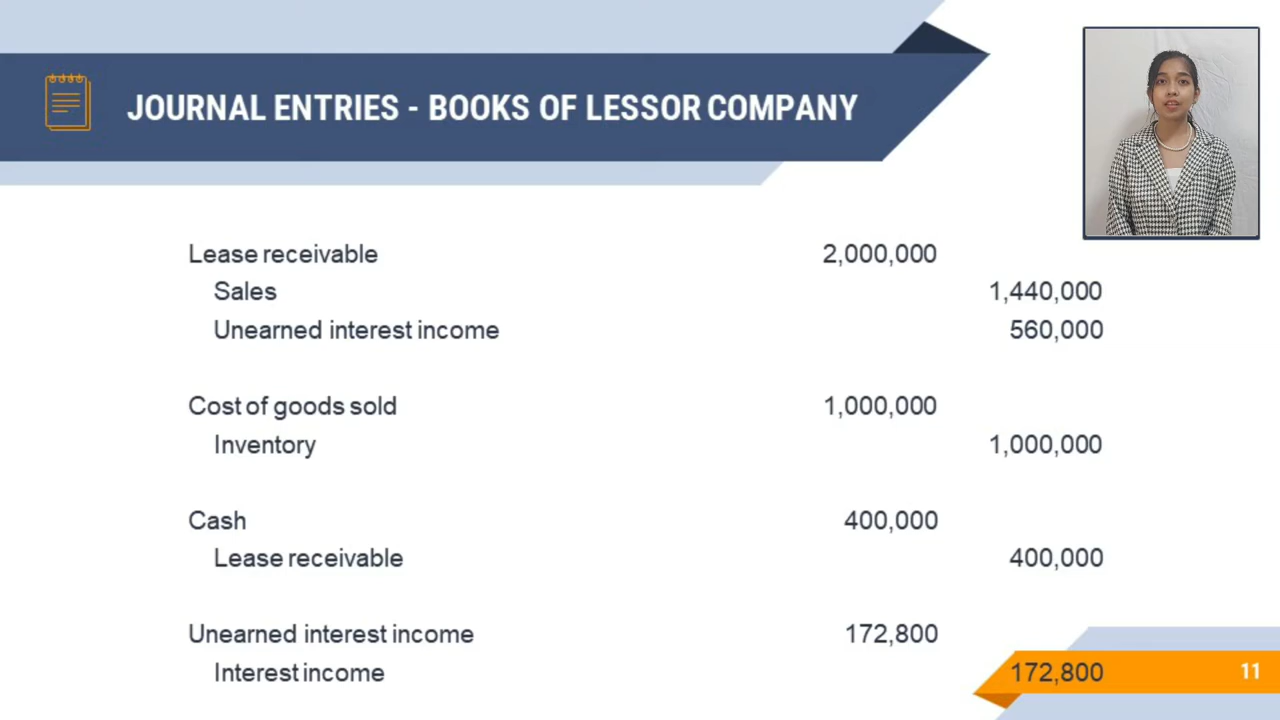 JOURNAL ENTRIES - BOOKS OF LESSOR COMPANY
Lease receivable 2,000,000
Sales 1,440,000
Unearned interest income 560,000
Cost of goods sold 1,000,000
Inventory 1,000,000
Cash 400,000
Lease receivable 400,000
Unearned interest income 172,800
Interest income 172,800
11